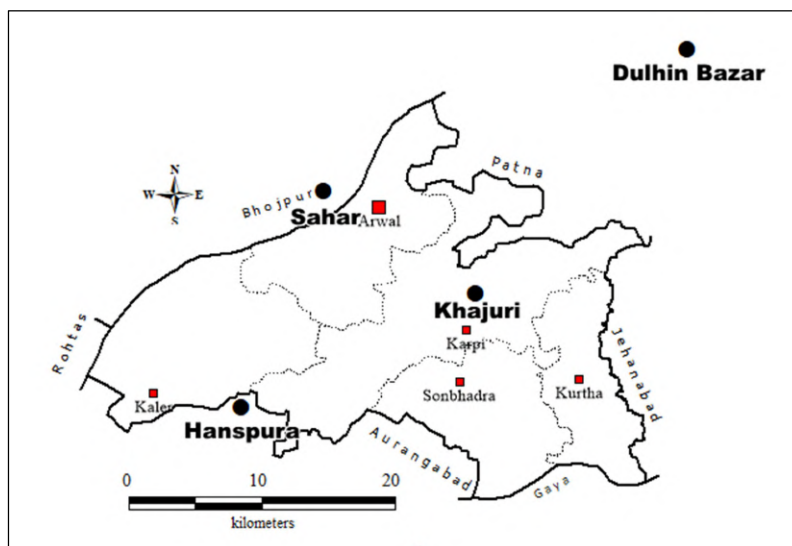 Dulhin Bazar
Patna
N
W E
S
Bhojpur
Sahar
Arwal
Khajuri
Karpi
Rohtas
Jehanabad
Kaler
Sonbhadra
Kurtha
Hanspura
Aurangabad
Gaya
0 10 20
kilometers